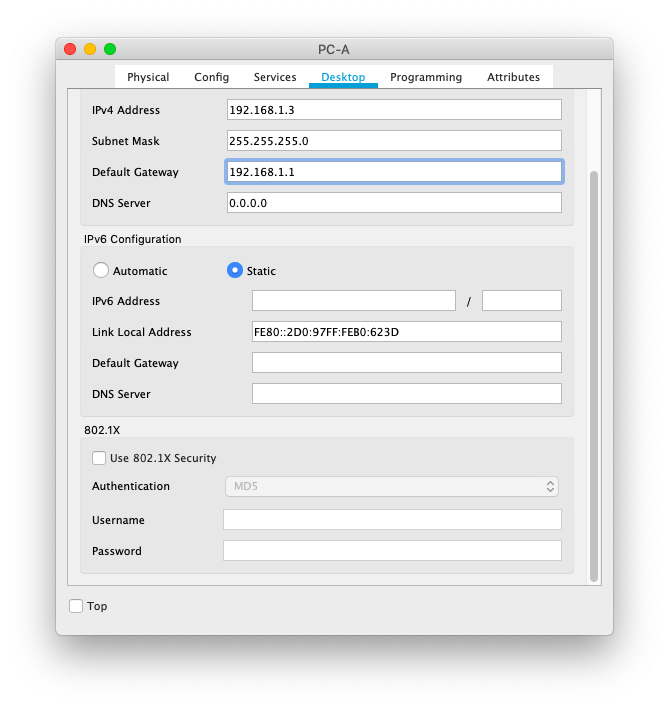 PC-A
Physical Config Services Desktop Programming Attributes
IPv4 Address 192.168.1.3
Subnet Mask 255.255.255.0
Default Gateway 192.168.1.1
DNS Server 0.0.0.0
IPv6 Configuration
Automatic Static
IPv6 Address /
Link Local Address FE80::2D0:97FF:FEB0:623D
Default Gateway
DNS Server
802.1X
Use 802.1X Security
Authentication MD5
Username
Password
Top